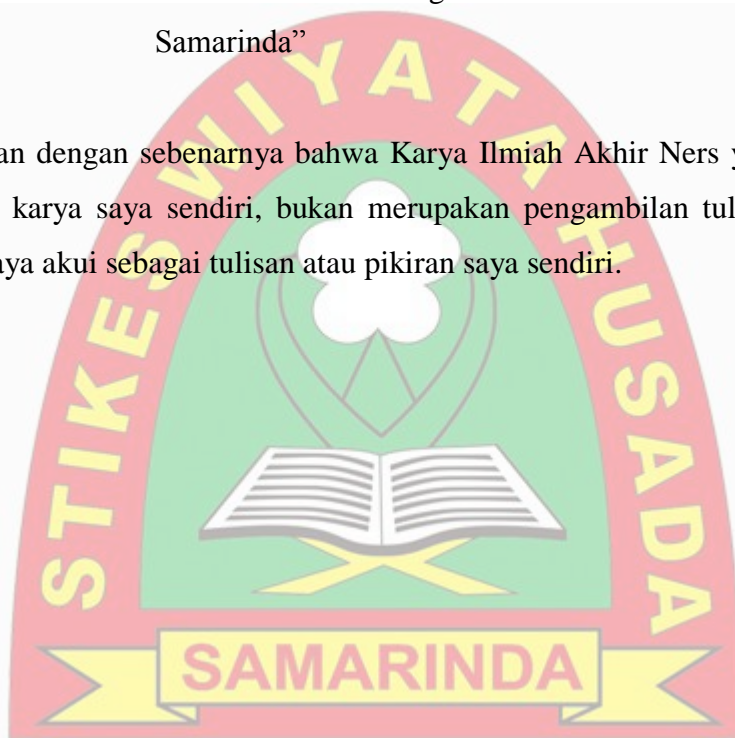 Samarinda”
an dengan sebenarnya bahwa Karya Ilmiah Akhir Ners
karya saya sendiri, bukan merupakan pengambilan
aya akui sebagai tulisan atau pikiran saya sendiri.
STIKES WIYATA HUSADA
SAMARINDA